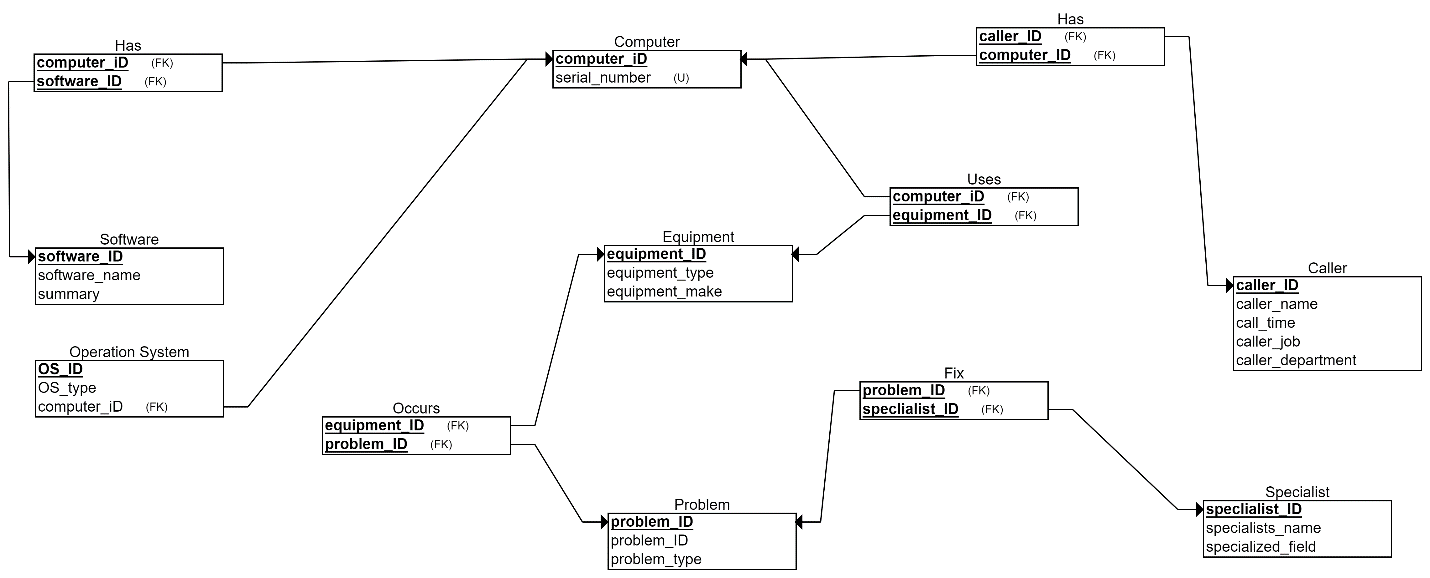 Has
computer_iD (FK)
software_ID (FK)
Computer
computer_iD
serial_number (U)
Has
caller_ID (FK)
computer_ID (FK)
Uses
computer_iD (FK)
equipment_ID (FK)
Software
software_ID
software_name
summary
Equipment
equipment_ID
equipment_type
equipment_make
Caller
caller_ID
caller_name
call_time
caller_job
caller_department
Operation System
OS_ID
OS_type
computer_iD (FK)
Occurs
equipment_ID (FK)
problem_ID (FK)
Fix
problem_ID (FK)
speclialist_ID (FK)
Problem
problem_ID
problem_ID
problem_type
Specialist
speclialist_ID
specialists_name
specialized_field